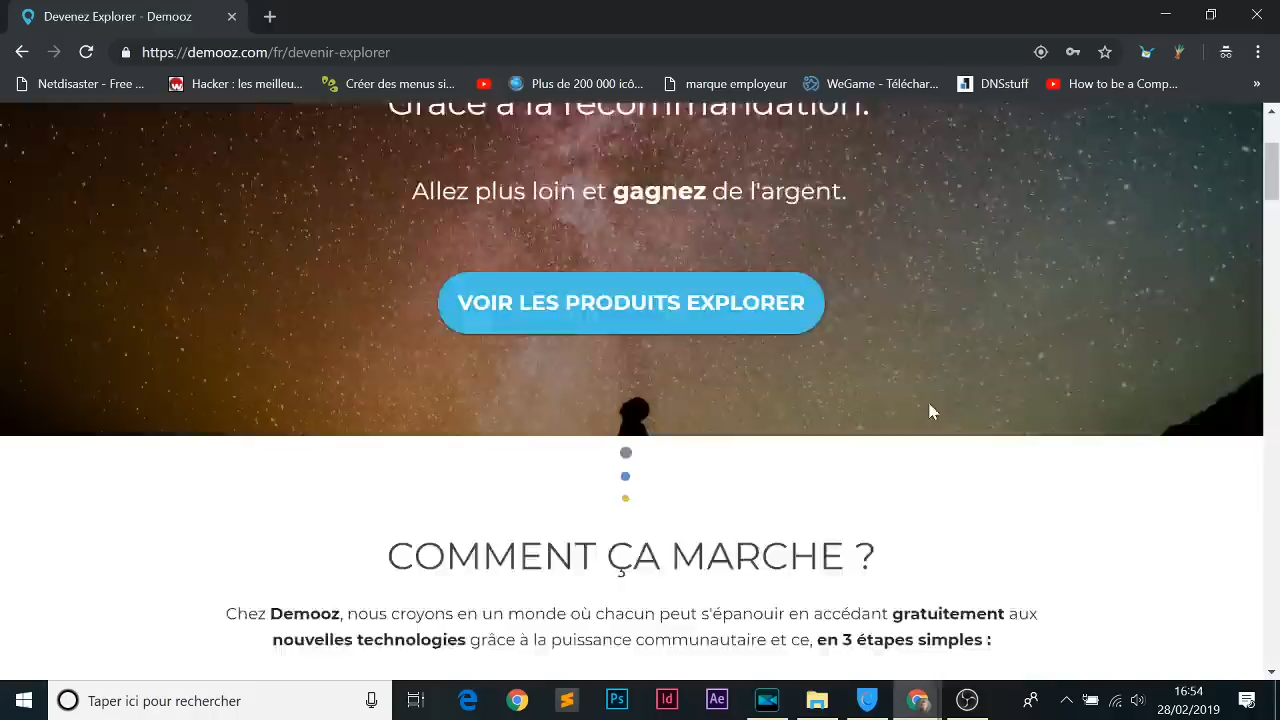 Devenez Explorer - Demooz
https://demooz.com/fr/devenir-explorer
Netdisaster - Free ...
Hacker : les meilleu...
Créer des menus si...
Plus de 200 000 icô...
marque employeur
WeGame - Téléchar...
DNSstuff
How to be a Comp...
»
Grâce à la recommandation.
Allez plus loin et gagnez de l'argent.
VOIR LES PRODUITS EXPLORER
COMMENT ÇA MARCHE ?
Chez Demooz, nous croyons en un monde où chacun peut s'épanouir en accédant gratuitement aux
nouvelles technologies grâce à la puissance communautaire et ce, en 3 étapes simples :
Taper ici pour rechercher
Ps
Id
Ae
16:54
28/02/2019